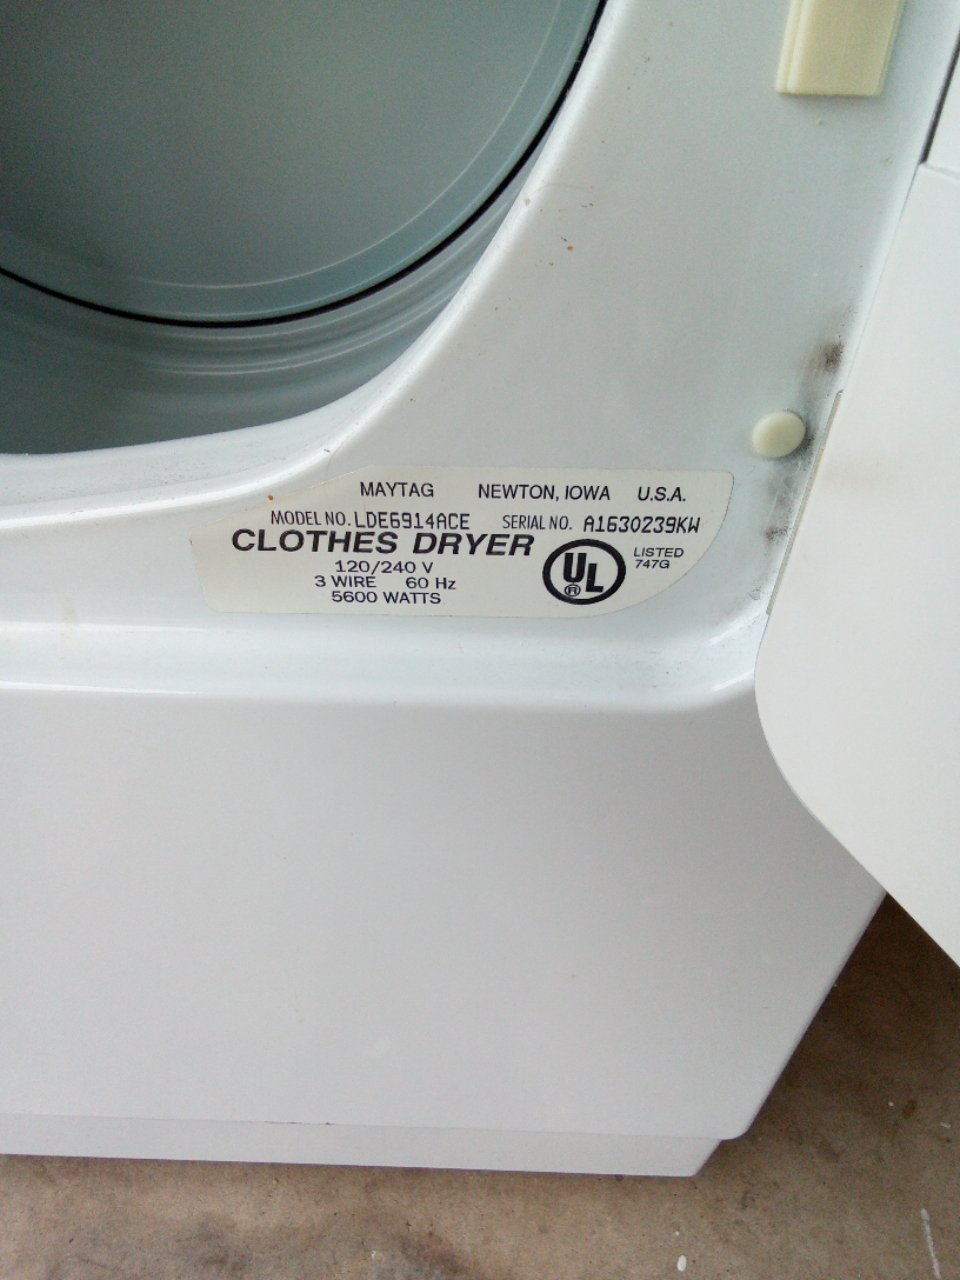 MAYTAG NEWTON, IOWA U.S.A.
MODEL NO. LDE6914ACE SERIAL NO. A1630239KW
CLOTHES DRYER
120/240 V
3 WIRE 60 Hz
5600 WATTS
UL ®
LISTED
747G